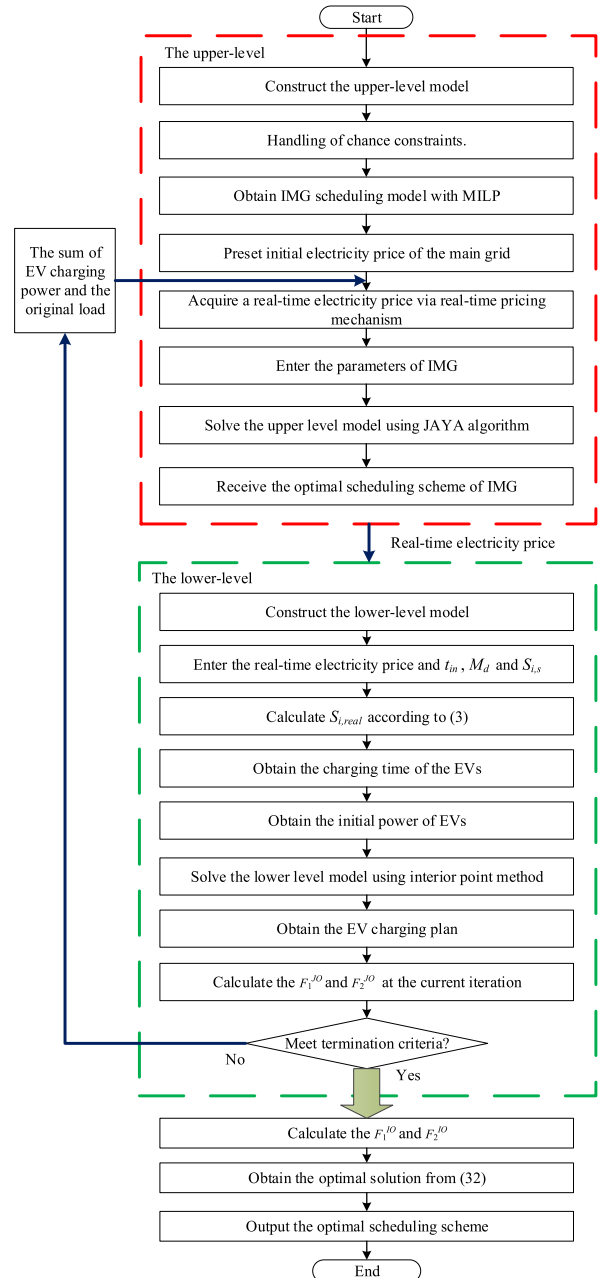 Start
The upper-level
Construct the upper-level model
Handling of chance constraints.
Obtain IMG scheduling model with MILP
Preset initial electricity price of the main grid
The sum of
EV charging
power and the
original load
Acquire a real-time electricity price via real-time pricing
mechanism
Enter the parameters of IMG
Solve the upper level model using JAYA algorithm
Receive the optimal scheduling scheme of IMG
Real-time electricity price
The lower-level
Construct the lower-level model
Enter the real-time electricity price and t_in , M_d and S_i,s
Calculate S_i,real according to (3)
Obtain the charging time of the EVs
Obtain the initial power of EVs
Solve the lower level model using interior point method
Obtain the EV charging plan
Calculate the F_1^JO and F_2^JO at the current iteration
Meet termination criteria?
No
Yes
Calculate the F_1^IO and F_2^IO
Obtain the optimal solution from (32)
Output the optimal scheduling scheme
End